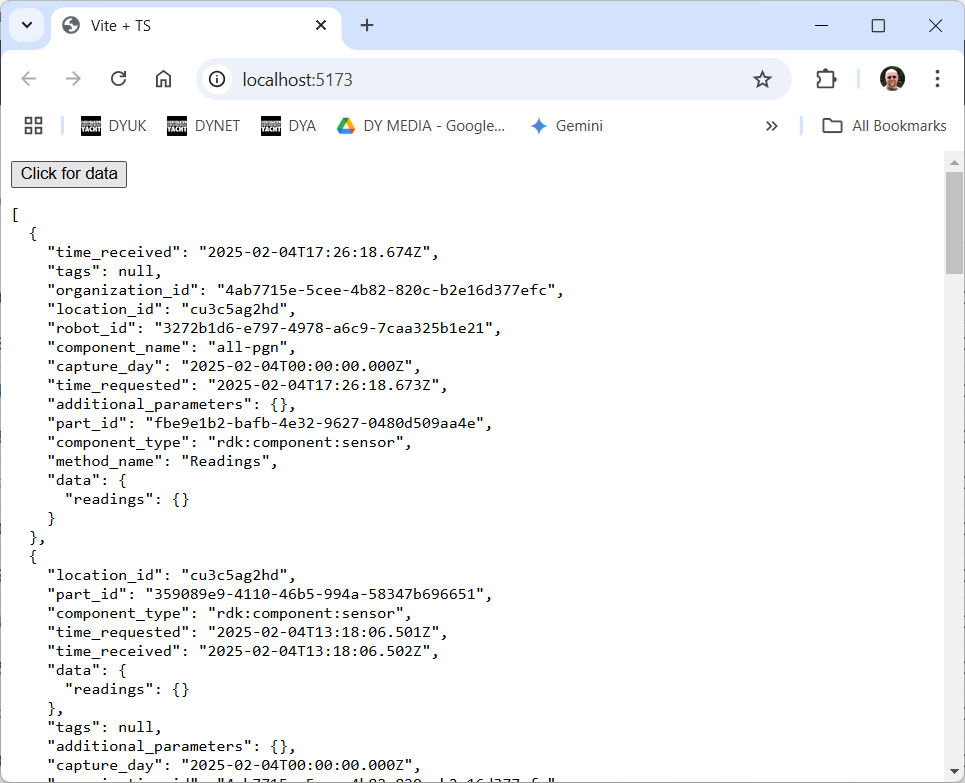 Vite + TS
localhost:5173
DYUK DYNET DYA DY MEDIA - Google... Gemini All Bookmarks
Click for data
[
  {
    "time_received": "2025-02-04T17:26:18.674Z",
    "tags": null,
    "organization_id": "4ab7715e-5cee-4b82-820c-b2e16d377efc",
    "location_id": "cu3c5ag2hd",
    "robot_id": "3272b1d6-e797-4978-a6c9-7caa325b1e21",
    "component_name": "all-pgn",
    "capture_day": "2025-02-04T00:00:00.000Z",
    "time_requested": "2025-02-04T17:26:18.673Z",
    "additional_parameters": {},
    "part_id": "fbe9e1b2-bafb-4e32-9627-0480d509aa4e",
    "component_type": "rdk:component:sensor",
    "method_name": "Readings",
    "data": {
      "readings": {}
    }
  },
  {
    "location_id": "cu3c5ag2hd",
    "part_id": "359089e9-4110-46b5-994a-58347b696651",
    "component_type": "rdk:component:sensor",
    "time_requested": "2025-02-04T13:18:06.501Z",
    "time_received": "2025-02-04T13:18:06.502Z",
    "data": {
      "readings": {}
    },
    "tags": null,
    "additional_parameters": {},
    "capture_day": "2025-02-04T00:00:00.000Z",